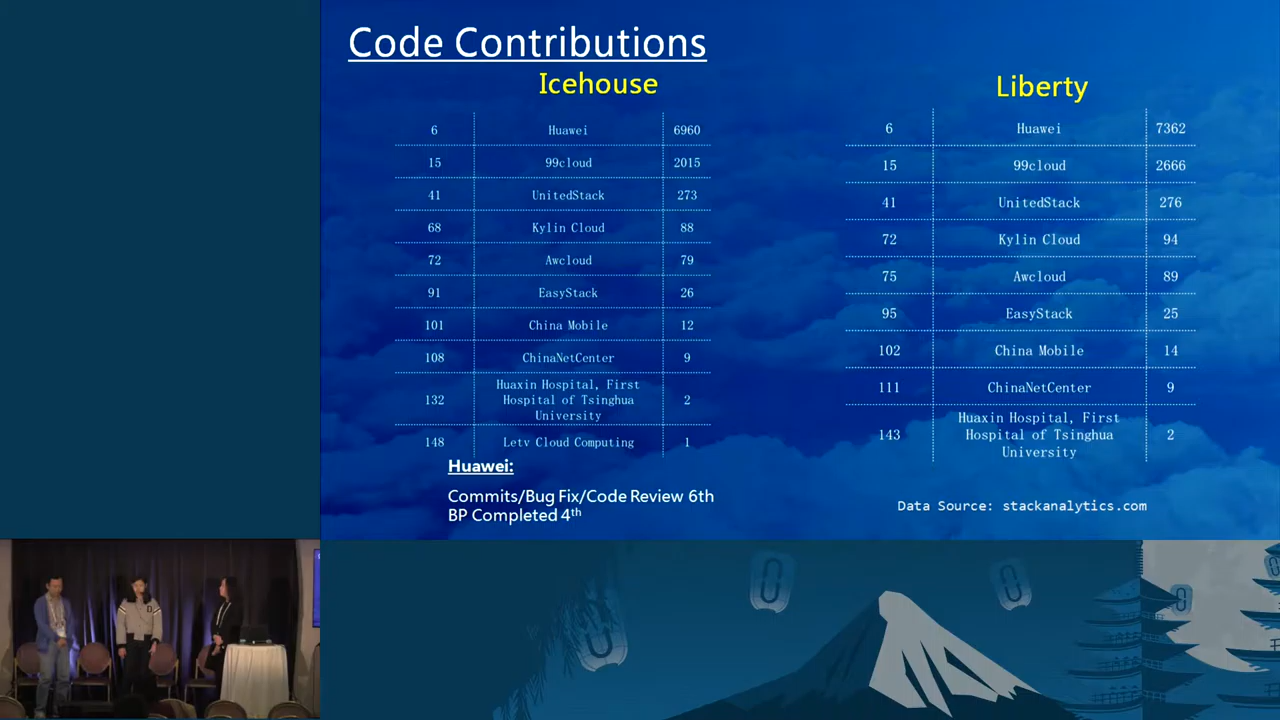 Code Contributions
Icehouse
6 Huawei 6960
15 99cloud 2015
41 UnitedStack 273
68 Kylin Cloud 88
72 Awcloud 79
91 EasyStack 26
101 China Mobile 12
108 ChinaNetCenter 9
Huaxin Hospital, First
132 Hospital of Tsinghua 2
University
148 Letv Cloud Computing 1
Huawei:
Commits/Bug Fix/Code Review 6th
BP Completed 4th
Liberty
6 Huawei 7362
15 99cloud 2666
41 UnitedStack 276
72 Kylin Cloud 94
75 Awcloud 89
95 EasyStack 25
102 China Mobile 14
111 ChinaNetCenter 9
Huaxin Hospital, First
143 Hospital of Tsinghua 2
University
Data Source: stackanalytics.com